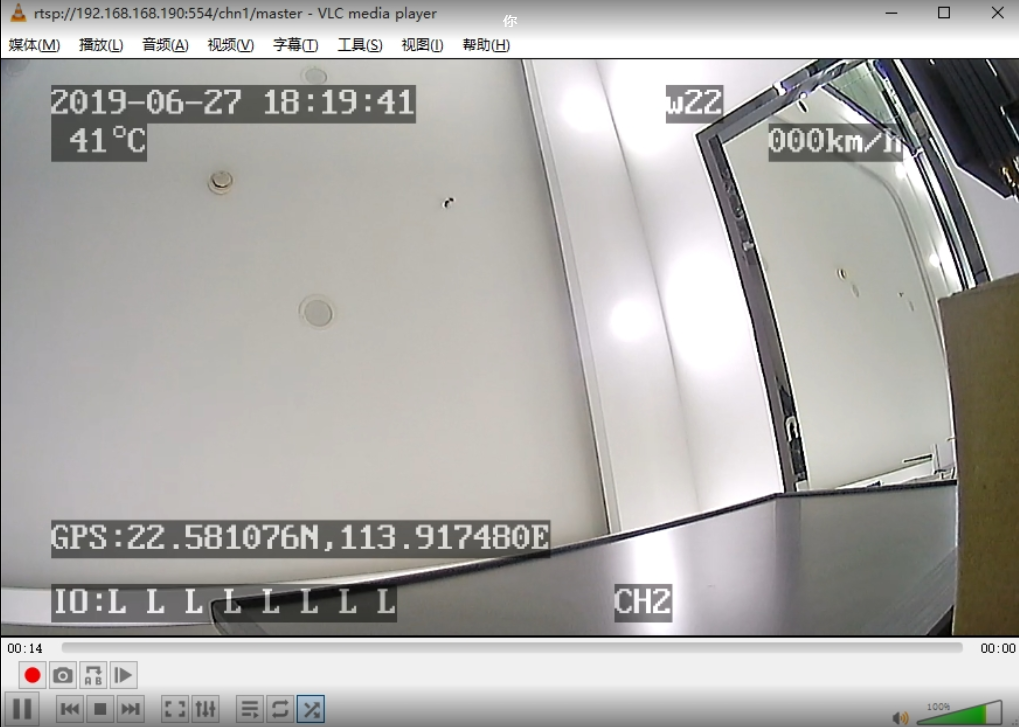 rtsp://192.168.168.190:554/chn1/master - VLC media player
你
媒体(M) 播放(L) 音频(A) 视频(V) 字幕(T) 工具(S) 视图(I) 帮助(H)
2019-06-27 18:19:41 w22
41°C 000km/h
GPS:22.581076N,113.917480E
IO:L L L L L L L L CH2
00:14 00:00
A B
100%